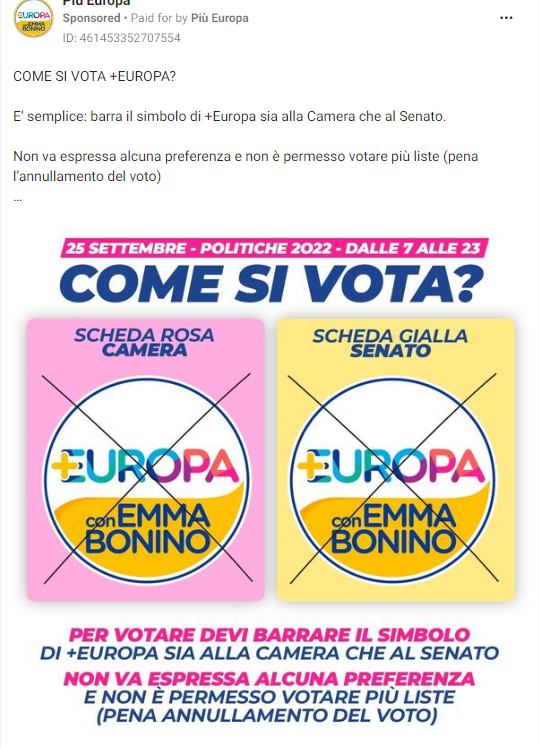 Più Europa
Sponsored • Paid for by Più Europa
ID: 461453352707554
COME SI VOTA +EUROPA?
E' semplice: barra il simbolo di +Europa sia alla Camera che al Senato.
Non va espressa alcuna preferenza e non è permesso votare più liste (pena
l'annullamento del voto)
...
25 SETTEMBRE - POLITICHE 2022 - DALLE 7 ALLE 23
COME SI VOTA?
SCHEDA ROSA
CAMERA
+EUROPA
con EMMA
BONINO
SCHEDA GIALLA
SENATO
+EUROPA
con EMMA
BONINO
PER VOTARE DEVI BARRARE IL SIMBOLO
DI +EUROPA SIA ALLA CAMERA CHE AL SENATO
NON VA ESPRESSA ALCUNA PREFERENZA
E NON È PERMESSO VOTARE PIÙ LISTE
(PENA ANNULLAMENTO DEL VOTO)